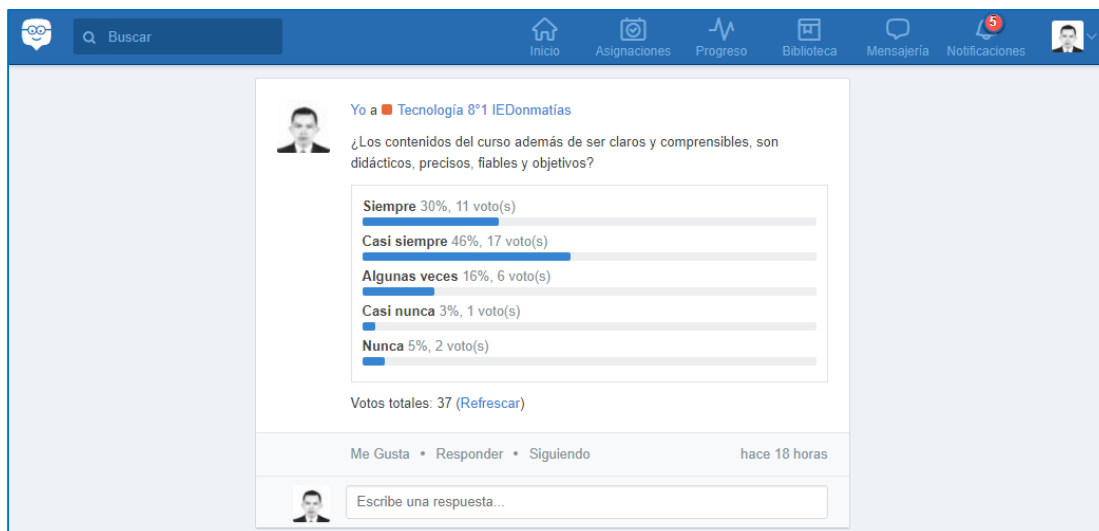 Buscar
Inicio
Asignaciones
Progreso
Biblioteca
Mensajería
5
Notificaciones
Yo a Tecnología 8°1 IEDonmatías
¿Los contenidos del curso además de ser claros y comprensibles, son
didácticos, precisos, fiables y objetivos?
Siempre 30%, 11 voto(s)
Casi siempre 46%, 17 voto(s)
Algunas veces 16%, 6 voto(s)
Casi nunca 3%, 1 voto(s)
Nunca 5%, 2 voto(s)
Votos totales: 37 (Refrescar)
Me Gusta • Responder • Siguiendo
hace 18 horas
Escribe una respuesta...